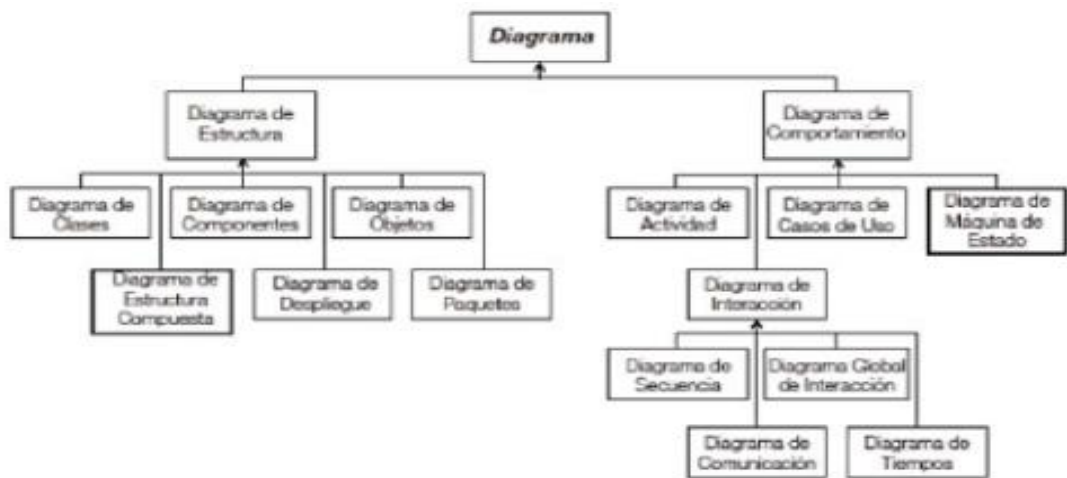 Diagrama
Diagrama de
Estructura
Diagrama de
Comportamiento
Diagrama de
Clases
Diagrama de
Componentes
Diagrama de
Objetos
Diagrama de
Estructura
Compuesta
Diagrama de
Despliegue
Diagrama de
Paquetes
Diagrama de
Actividad
Diagrama de
Casos de Uso
Diagrama de
Máquina de
Estado
Diagrama de
Interacción
Diagrama de
Secuencia
Diagrama Global
de Interacción
Diagrama de
Comunicación
Diagrama de
Tiempos